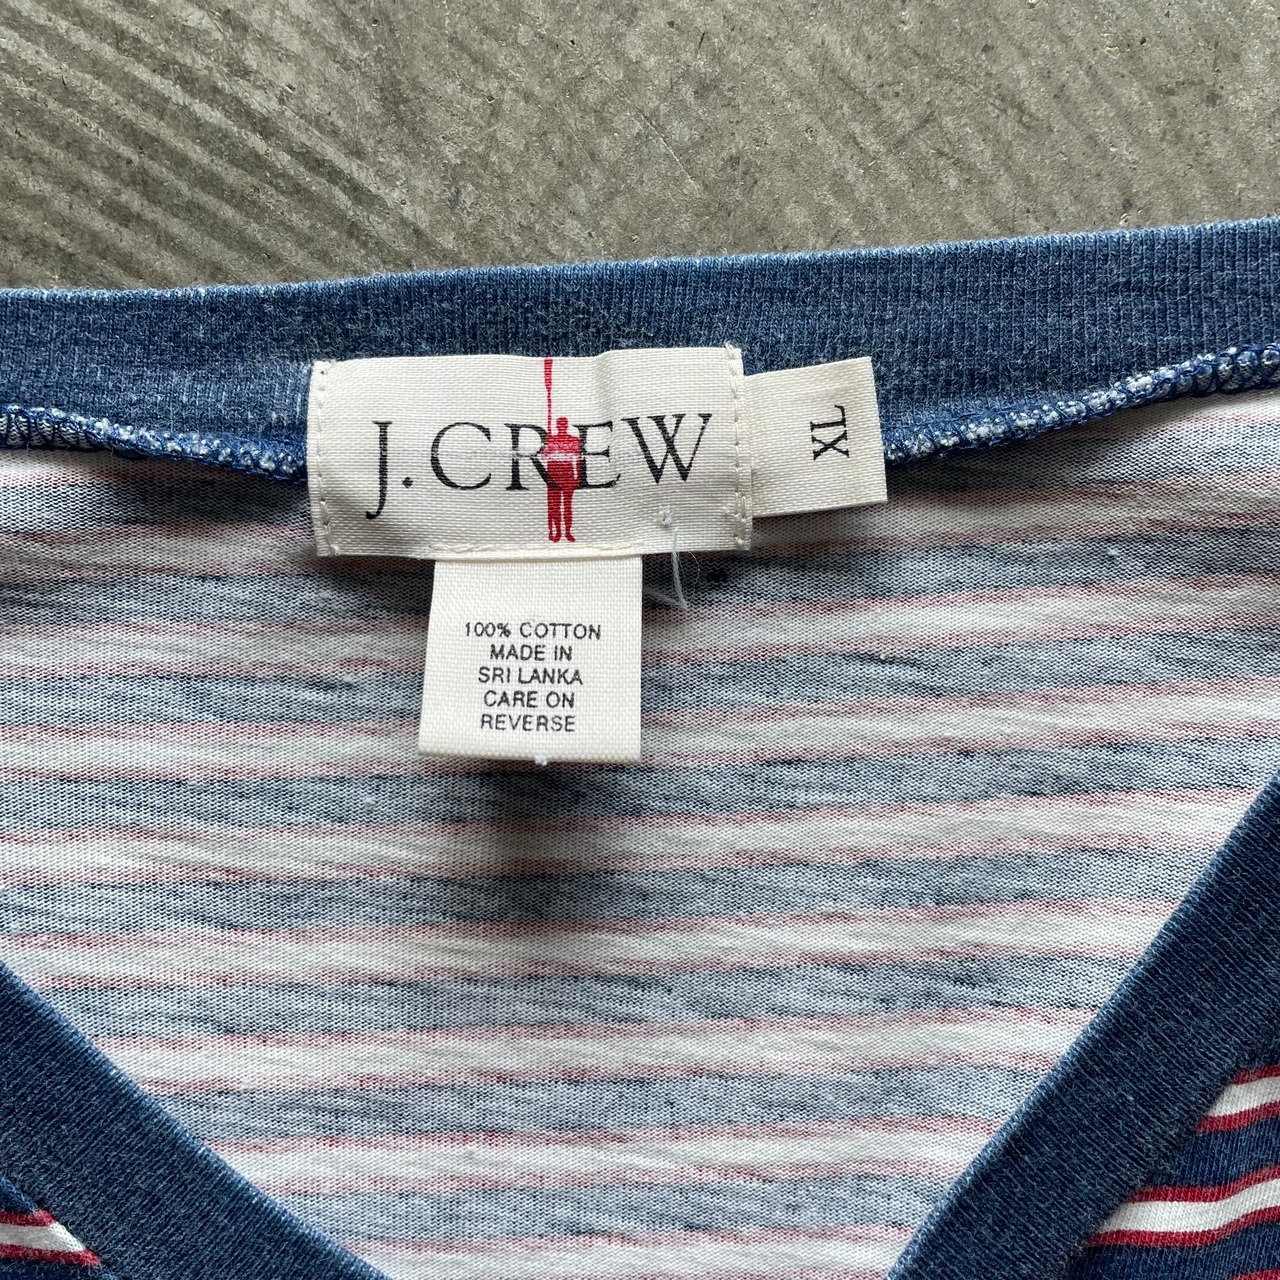 J.CREW
XL
100% COTTON
MADE IN
SRI LANKA
CARE ON
REVERSE